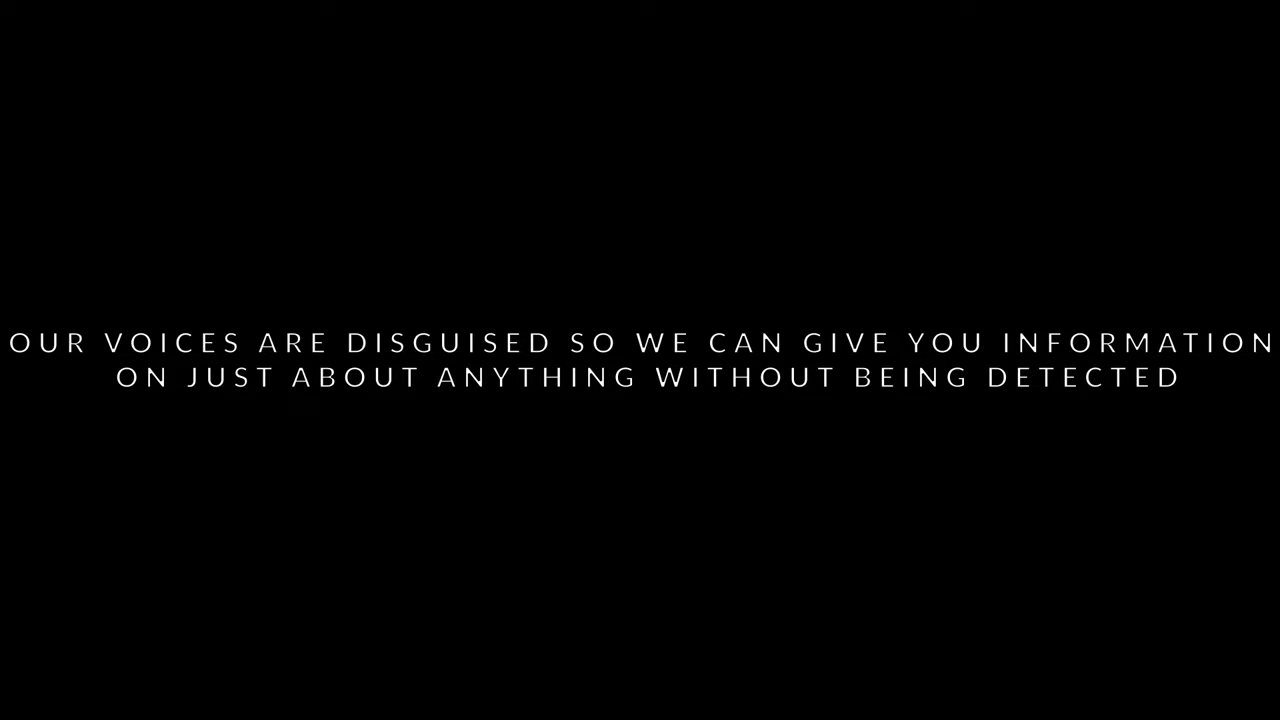 OUR VOICES ARE DISGUISED SO WE CAN GIVE YOU INFORMATION
ON JUST ABOUT ANYTHING WITHOUT BEING DETECTED